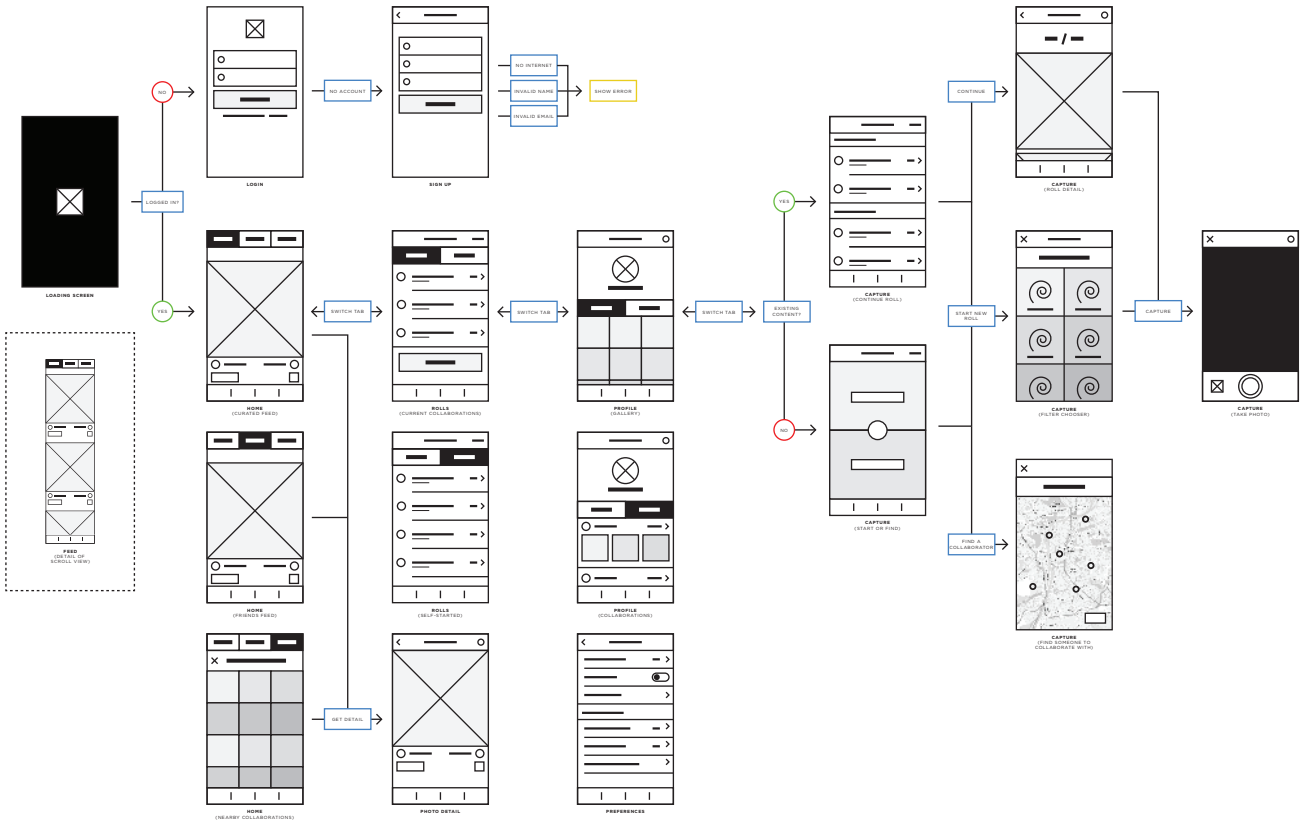 LOADING SCREEN
LOGGED IN?
NO
YES
LOGIN
NO ACCOUNT
SIGN UP
NO INTERNET
INVALID NAME
INVALID EMAIL
SHOW ERROR
FEED
(DETAIL OF
SCROLL VIEW)
HOME
(CURATED FEED)
SWITCH TAB
ROLLS
(CURRENT COLLABORATIONS)
SWITCH TAB
PROFILE
(GALLERY)
SWITCH TAB
EXISTING
CONTENT?
HOME
(FRIENDS FEED)
ROLLS
(SELF-STARTED)
PROFILE
(COLLABORATIONS)
HOME
(NEARBY COLLABORATIONS)
GET DETAIL
PHOTO DETAIL
PREFERENCES
YES
NO
CAPTURE
(CONTINUE ROLL)
CAPTURE
(START OR FIND)
CONTINUE
START NEW
ROLL
FIND A
COLLABORATOR
CAPTURE
(ROLL DETAIL)
CAPTURE
(FILTER CHOOSER)
CAPTURE
(FIND SOMEONE TO
COLLABORATE WITH)
CAPTURE
CAPTURE
(TAKE PHOTO)